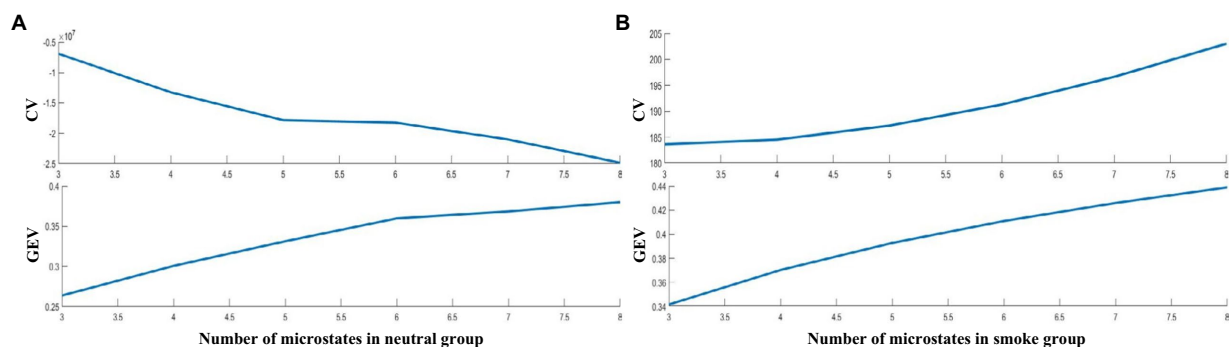 A
×10⁷
-0.5
-1
-1.5
-2
-2.5
CV
3 3.5 4 4.5 5 5.5 6 6.5 7 7.5 8
0.4
0.35
0.3
0.25
GEV
3 3.5 4 4.5 5 5.5 6 6.5 7 7.5 8
Number of microstates in neutral group
B
205
200
195
190
185
180
CV
3 3.5 4 4.5 5 5.5 6 6.5 7 7.5 8
0.44
0.42
0.4
0.38
0.36
0.34
GEV
3 3.5 4 4.5 5 5.5 6 6.5 7 7.5 8
Number of microstates in smoke group